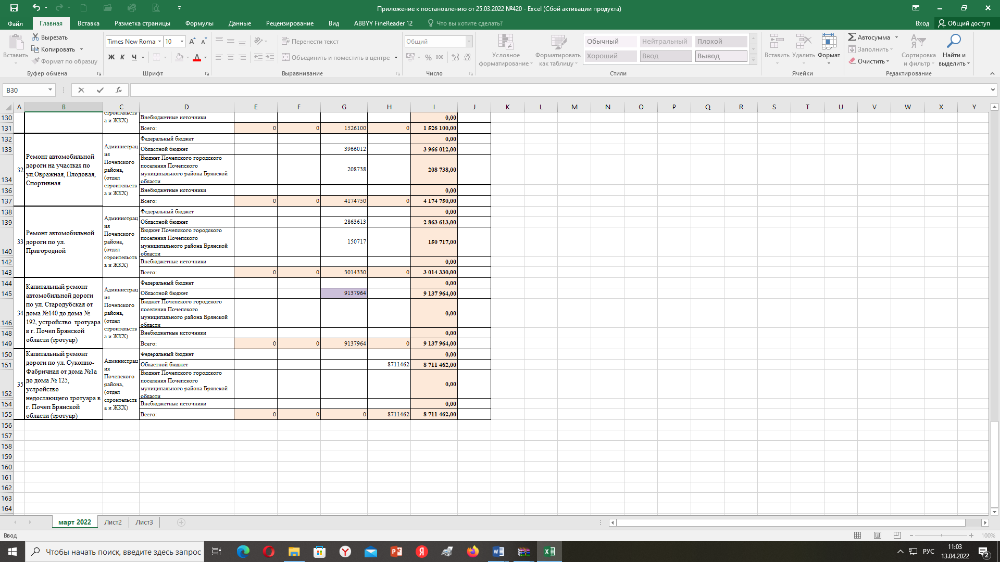 Приложение к постановлению от 25.03.2022 №420 - Excel (Сбой активации продукта)
Файл Главная Вставка Разметка страницы Формулы Данные Рецензирование Вид ABBYY FineReader 12 Что вы хотите сделать? Вход Общий доступ
Вставить
Вырезать
Копировать
Формат по образцу
Буфер обмена
Times New Roma 10
Ж К Ч
Шрифт
Перенести текст
Объединить и поместить в центре
Выравнивание
Общий
% 000
Число
Условное форматирование
Форматировать как таблицу
Обычный Нейтральный Плохой
Хороший Ввод Вывод
Стили
Вставить Удалить Формат
Ячейки
Автосумма
Заполнить
Очистить
Сортировка и фильтр
Найти и выделить
Редактирование
B30
A B C D E F G H I J K L M N O P Q R S T U V W X Y
строительств
а и ЖКХ)
130 Внебюджетные источники 0,00
131 Всего: 0 0 1526100 0 1 526 100,00
32
Ремонт автомобильной
дороги на участках по
ул.Овражная, Плодовая,
Спортивная
Администрац
ия
Почепского
района,
(отдел
строительств
а и ЖКХ)
132 Федеральный бюджет 0,00
133 Областной бюджет 3966012 3 966 012,00
134 Бюджет Почепского городского
поселения Почепского
муниципального района Брянской
области
208738 208 738,00
136 Внебюджетные источники 0,00
137 Всего: 0 0 4174750 0 4 174 750,00
33
Ремонт автомобильной
дороги по ул.
Пригородной
Администрац
ия
Почепского
района,
(отдел
строительств
а и ЖКХ)
138 Федеральный бюджет 0,00
139 Областной бюджет 2863613 2 863 613,00
140 Бюджет Почепского городского
поселения Почепского
муниципального района Брянской
области
150717 150 717,00
142 Внебюджетные источники 0,00
143 Всего: 0 0 3014330 0 3 014 330,00
34
Капитальный ремонт
автомобильной дороги
по ул. Стародубская от
дома №140 до дома №
192, устройство тротуара
в г. Почеп Брянской
области (тротуар)
Администрац
ия
Почепского
района,
(отдел
строительств
а и ЖКХ)
144 Федеральный бюджет 0,00
145 Областной бюджет 9137964 9 137 964,00
146 Бюджет Почепского городского
поселения Почепского
муниципального района Брянской
области
0,00
148 Внебюджетные источники 0,00
149 Всего: 0 0 9137964 0 9 137 964,00
35
Капитальный ремонт
дороги по ул. Суконно-
Фабричная от дома №1а
до дома № 125,
устройство
недостающего тротуара в
г. Почеп Брянской
области (тротуар)
Администрац
ия
Почепского
района,
(отдел
строительств
а и ЖКХ)
150 Федеральный бюджет 0,00
151 Областной бюджет 8711462 8 711 462,00
152 Бюджет Почепского городского
поселения Почепского
муниципального района Брянской
области
0,00
154 Внебюджетные источники 0,00
155 Всего: 0 0 0 8711462 8 711 462,00
156
157
158
159
160
161
162
163
164
март 2022 Лист2 Лист3
Ввод 100%
Чтобы начать поиск, введите здесь запрос
РУС
11:03
13.04.2022
2